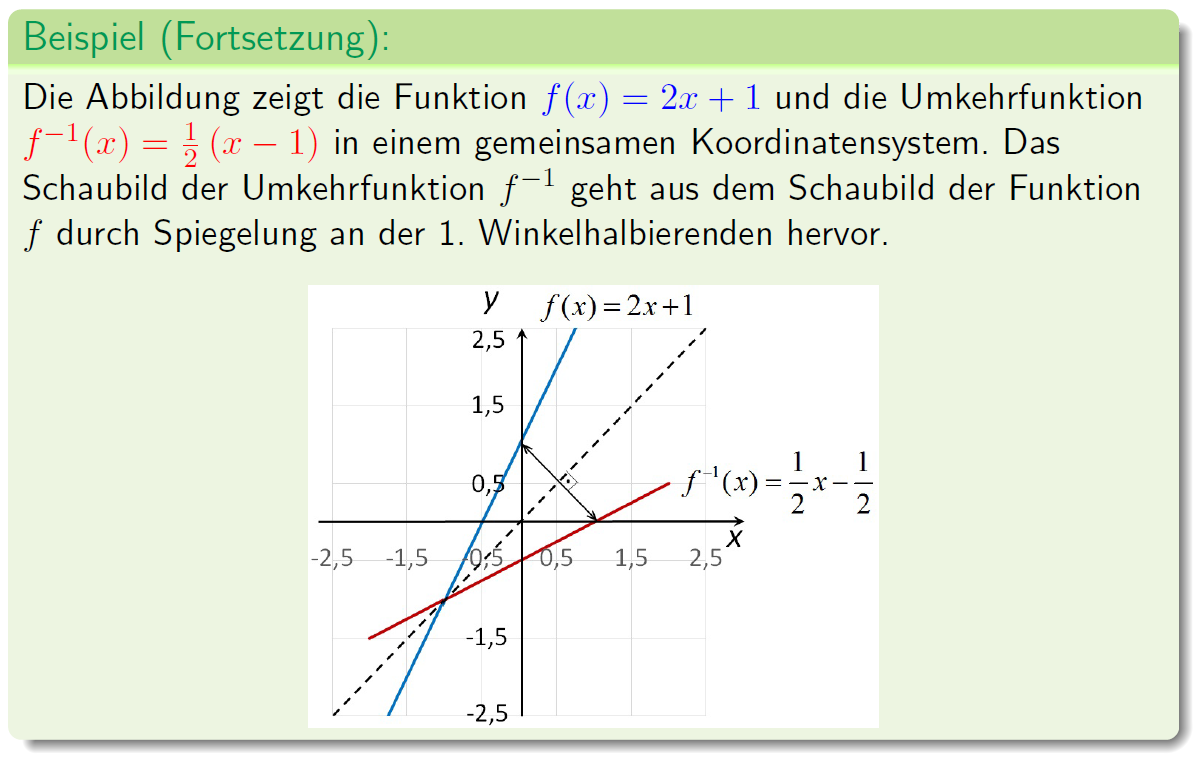 Beispiel (Fortsetzung):
Die Abbildung zeigt die Funktion f(x) = 2x + 1 und die Umkehrfunktion
f⁻¹(x) = ½ (x − 1) in einem gemeinsamen Koordinatensystem. Das
Schaubild der Umkehrfunktion f⁻¹ geht aus dem Schaubild der Funktion
f durch Spiegelung an der 1. Winkelhalbierenden hervor.
y f(x) = 2x+1
2,5
1,5
0,5
f⁻¹(x) = 1/2 x − 1/2
x
-2,5 -1,5 -0,5 0,5 1,5 2,5
-1,5
-2,5